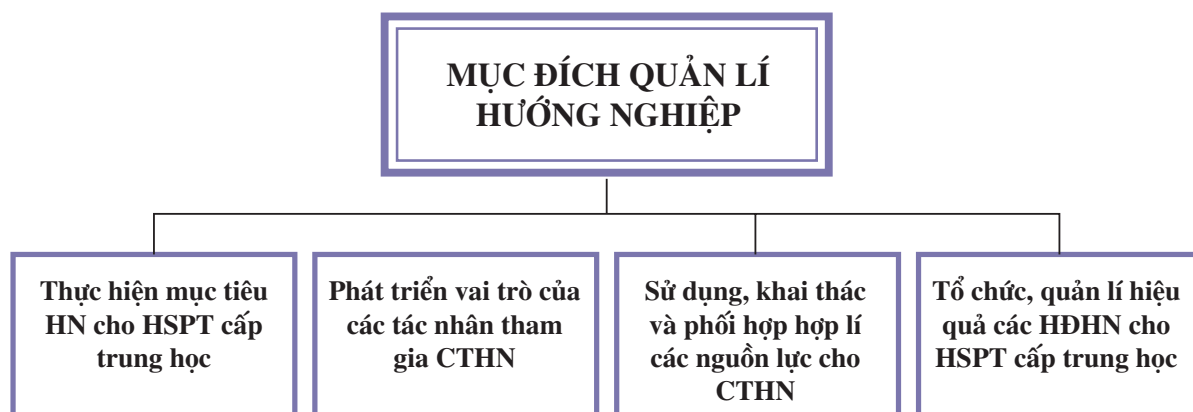 MỤC ĐÍCH QUẢN LÍ
HƯỚNG NGHIỆP
Thực hiện mục tiêu
HN cho HSPT cấp
trung học
Phát triển vai trò của
các tác nhân tham
gia CTHN
Sử dụng, khai thác
và phối hợp hợp lí
các nguồn lực cho
CTHN
Tổ chức, quản lí hiệu
quả các HĐHN cho
HSPT cấp trung học